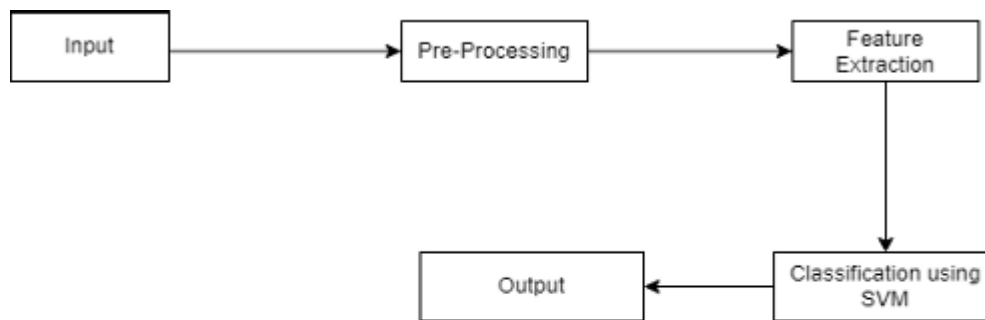 Input
Pre-Processing
Feature
Extraction
Classification using
SVM
Output